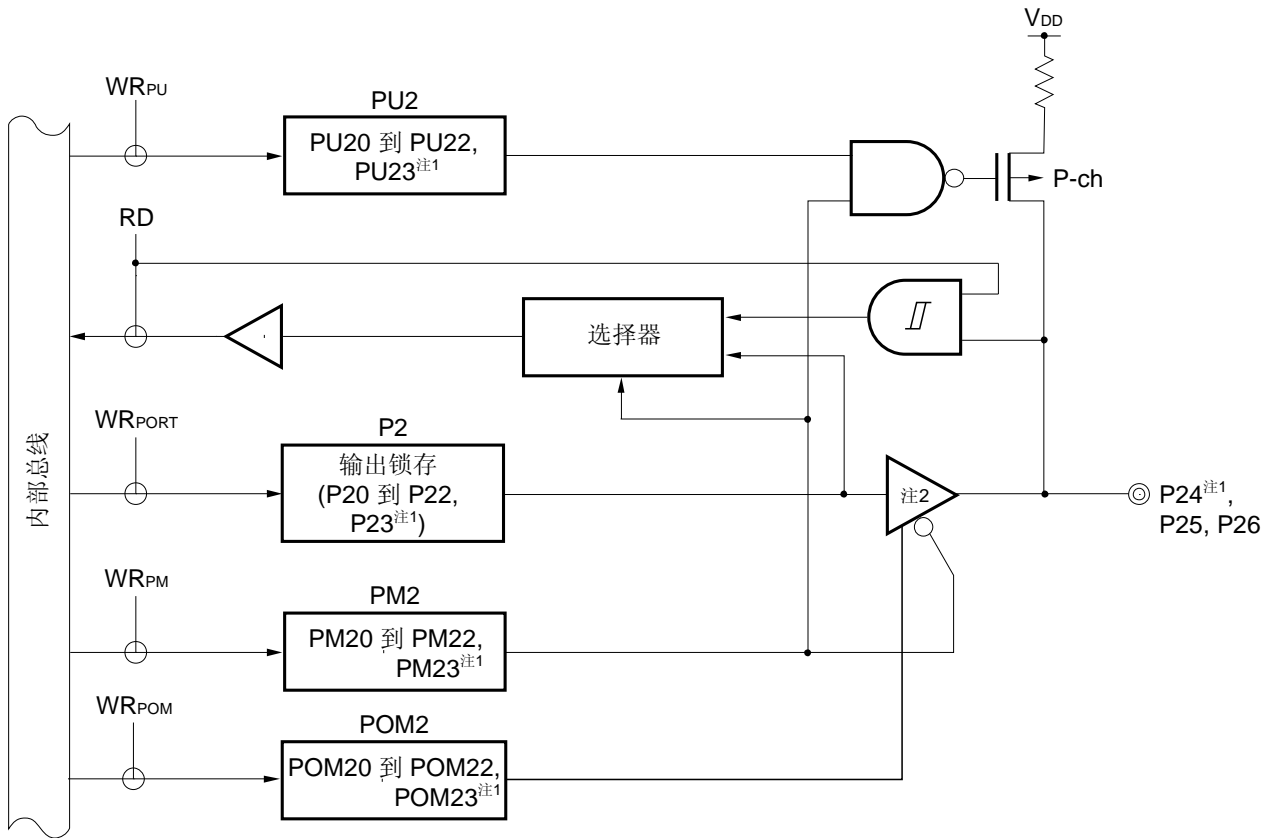 VDD
WRPU
PU2
PU20 到 PU22,
PU23注1
P-ch
RD
选择器
WRPORT
P2
输出锁存
(P20 到 P22,
P23注1)
注2
P24注1,
P25, P26
内部总线
WRPM
PM2
PM20 到 PM22,
PM23注1
WRPOM
POM2
POM20 到 POM22,
POM23注1